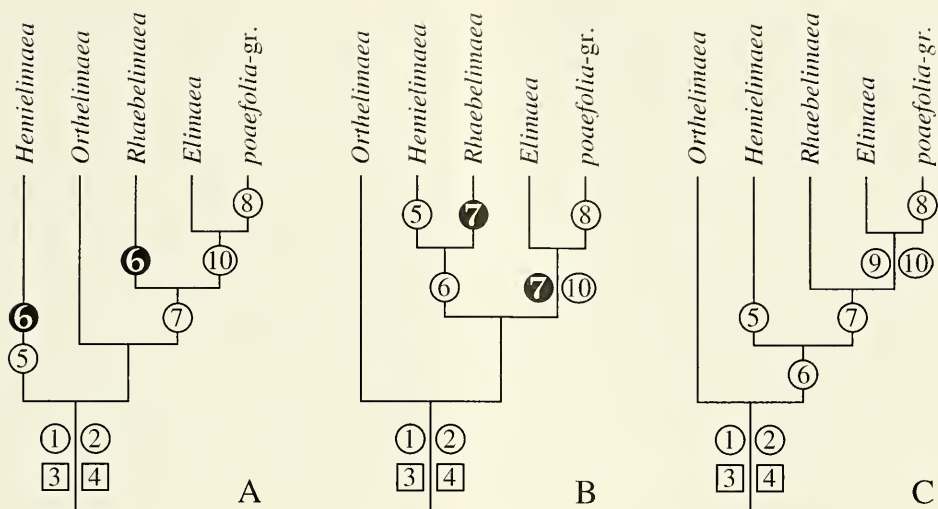 Hemielimaea
Orthelimaea
Rhaebelimaea
Elimaea
poaefolia-gr.
8
6
10
6
7
5
1 2
3 4
A
Orthelimaea
Hemielimaea
Rhaebelimaea
Elimaea
poaefolia-gr.
5 7 8
6 7 10
1 2
3 4
B
Orthelimaea
Hemielimaea
Rhaebelimaea
Elimaea
poaefolia-gr.
8
9 10
5 7
6
1 2
3 4
C